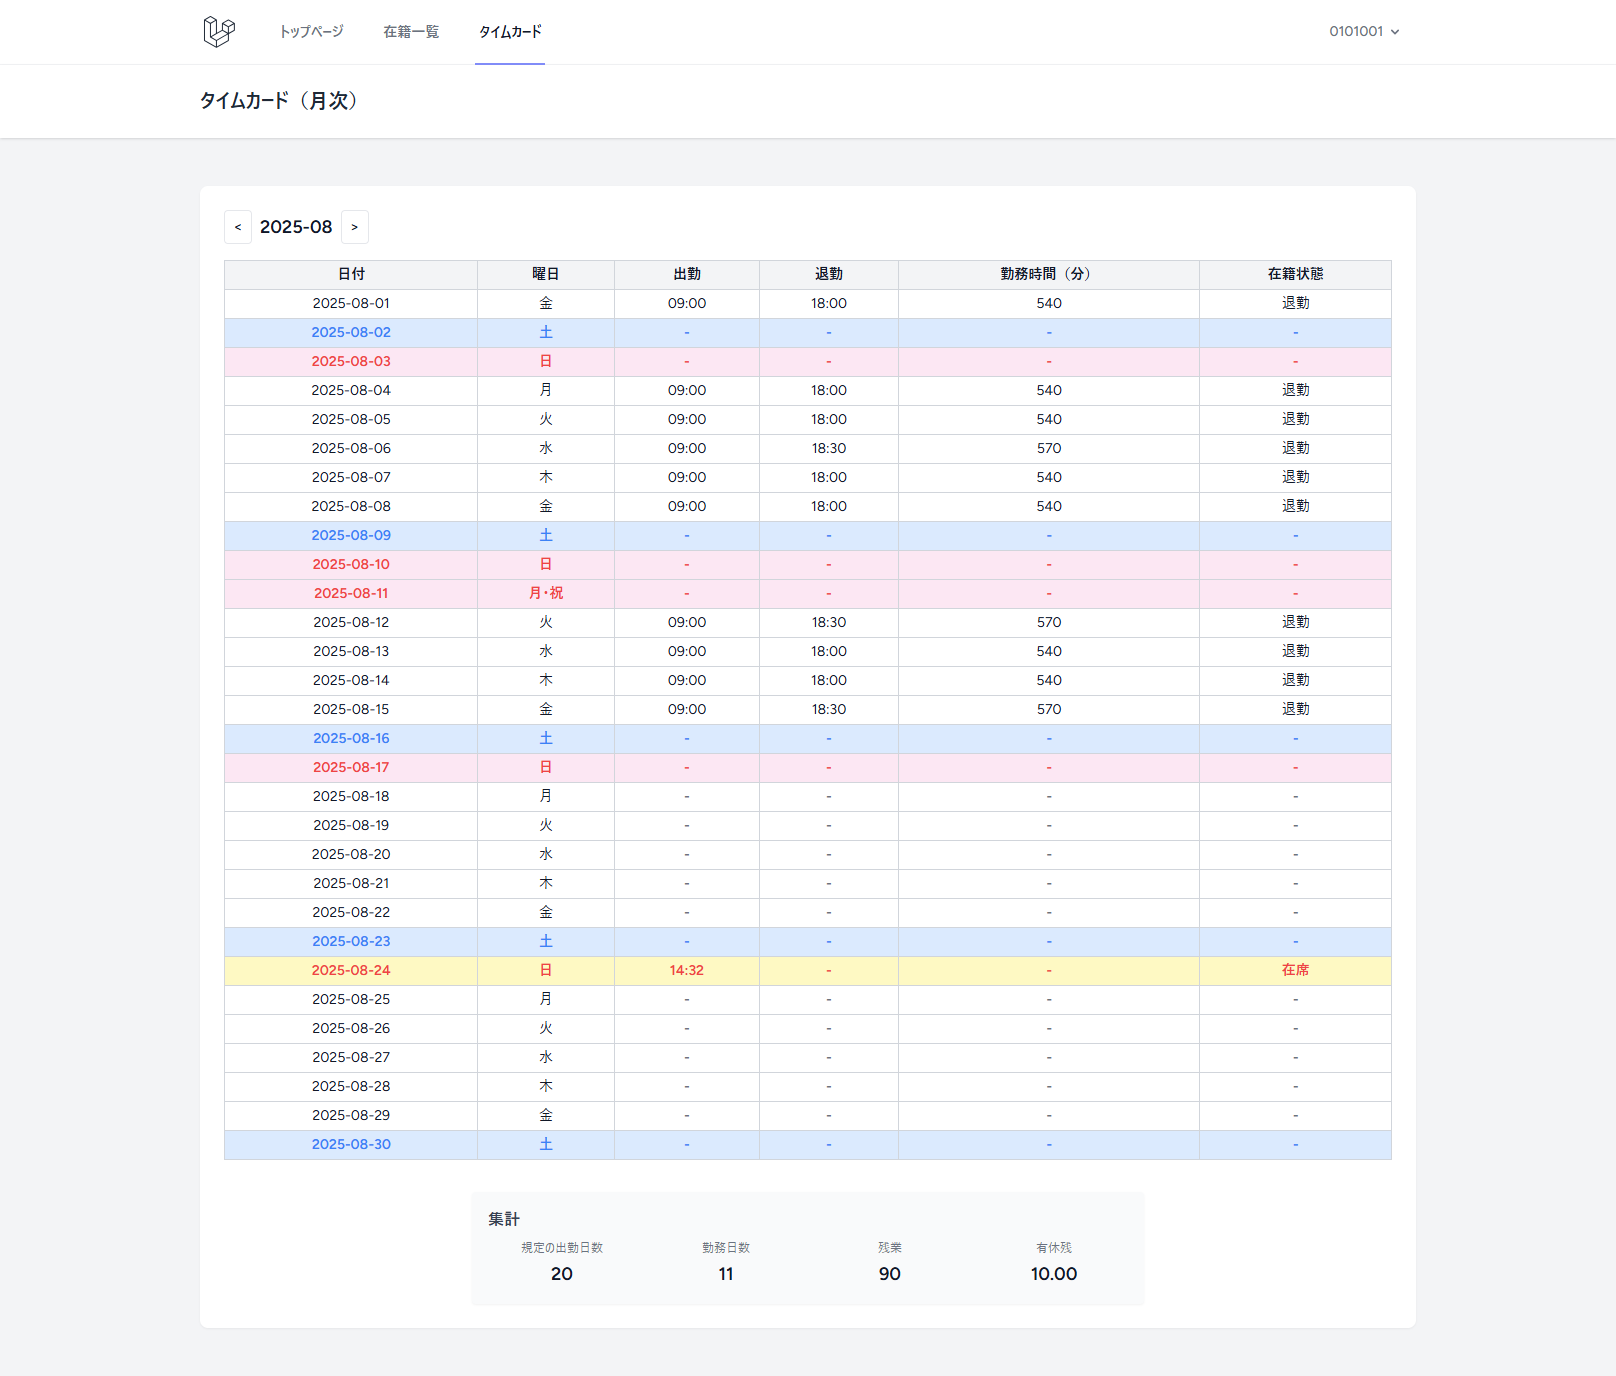 トップページ 在籍一覧 タイムカード 0101001
タイムカード（月次）
< 2025-08 >
日付 曜日 出勤 退勤 勤務時間（分） 在籍状態
2025-08-01 金 09:00 18:00 540 退勤
2025-08-02 土 - - - -
2025-08-03 日 - - - -
2025-08-04 月 09:00 18:00 540 退勤
2025-08-05 火 09:00 18:00 540 退勤
2025-08-06 水 09:00 18:30 570 退勤
2025-08-07 木 09:00 18:00 540 退勤
2025-08-08 金 09:00 18:00 540 退勤
2025-08-09 土 - - - -
2025-08-10 日 - - - -
2025-08-11 月・祝 - - - -
2025-08-12 火 09:00 18:30 570 退勤
2025-08-13 水 09:00 18:00 540 退勤
2025-08-14 木 09:00 18:00 540 退勤
2025-08-15 金 09:00 18:30 570 退勤
2025-08-16 土 - - - -
2025-08-17 日 - - - -
2025-08-18 月 - - - -
2025-08-19 火 - - - -
2025-08-20 水 - - - -
2025-08-21 木 - - - -
2025-08-22 金 - - - -
2025-08-23 土 - - - -
2025-08-24 日 14:32 - - 在席
2025-08-25 月 - - - -
2025-08-26 火 - - - -
2025-08-27 水 - - - -
2025-08-28 木 - - - -
2025-08-29 金 - - - -
2025-08-30 土 - - - -
集計
規定の出勤日数 勤務日数 残業 有休残
20 11 90 10.00